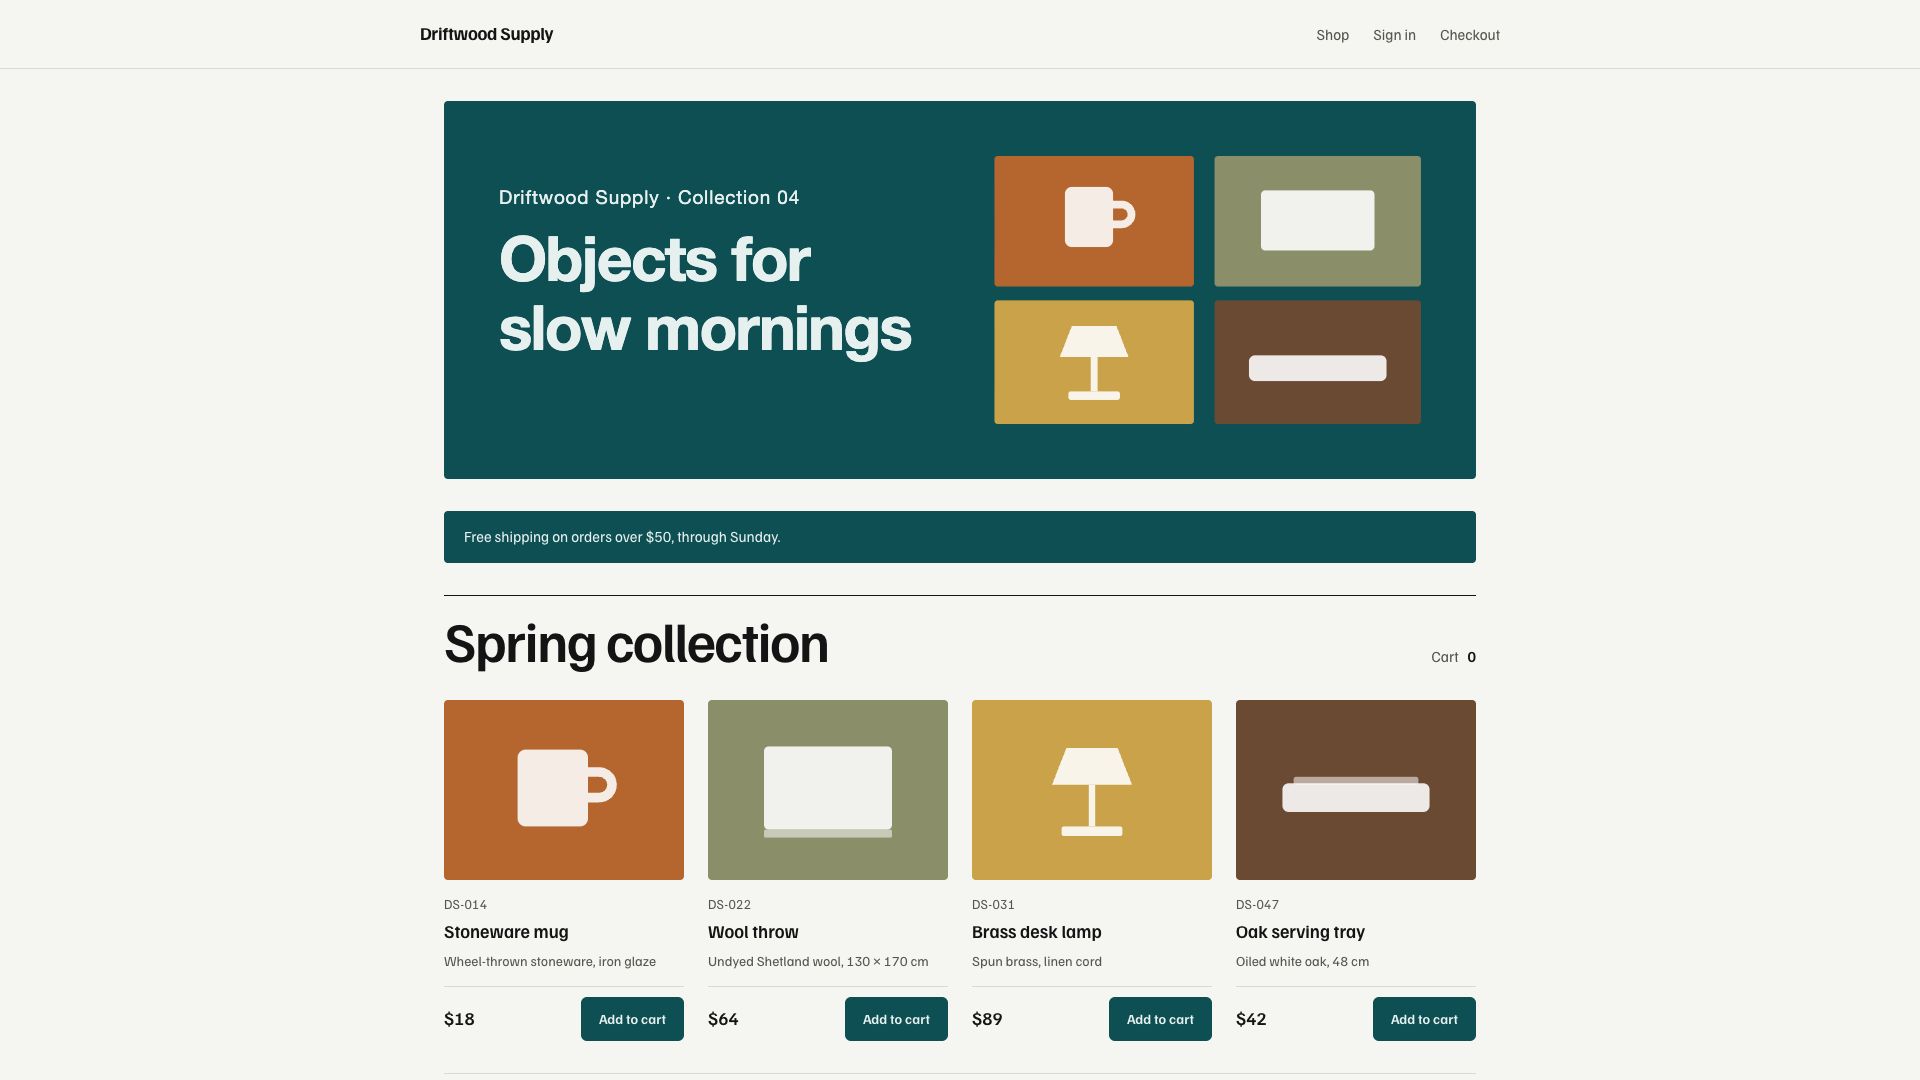 Driftwood Supply
Shop
Sign in
Checkout
Driftwood Supply · Collection 04
Objects for
slow mornings
Free shipping on orders over $50, through Sunday.
Spring collection
Cart 0
DS-014
Stoneware mug
Wheel-thrown stoneware, iron glaze
$18
Add to cart
DS-022
Wool throw
Undyed Shetland wool, 130 × 170 cm
$64
Add to cart
DS-031
Brass desk lamp
Spun brass, linen cord
$89
Add to cart
DS-047
Oak serving tray
Oiled white oak, 48 cm
$42
Add to cart